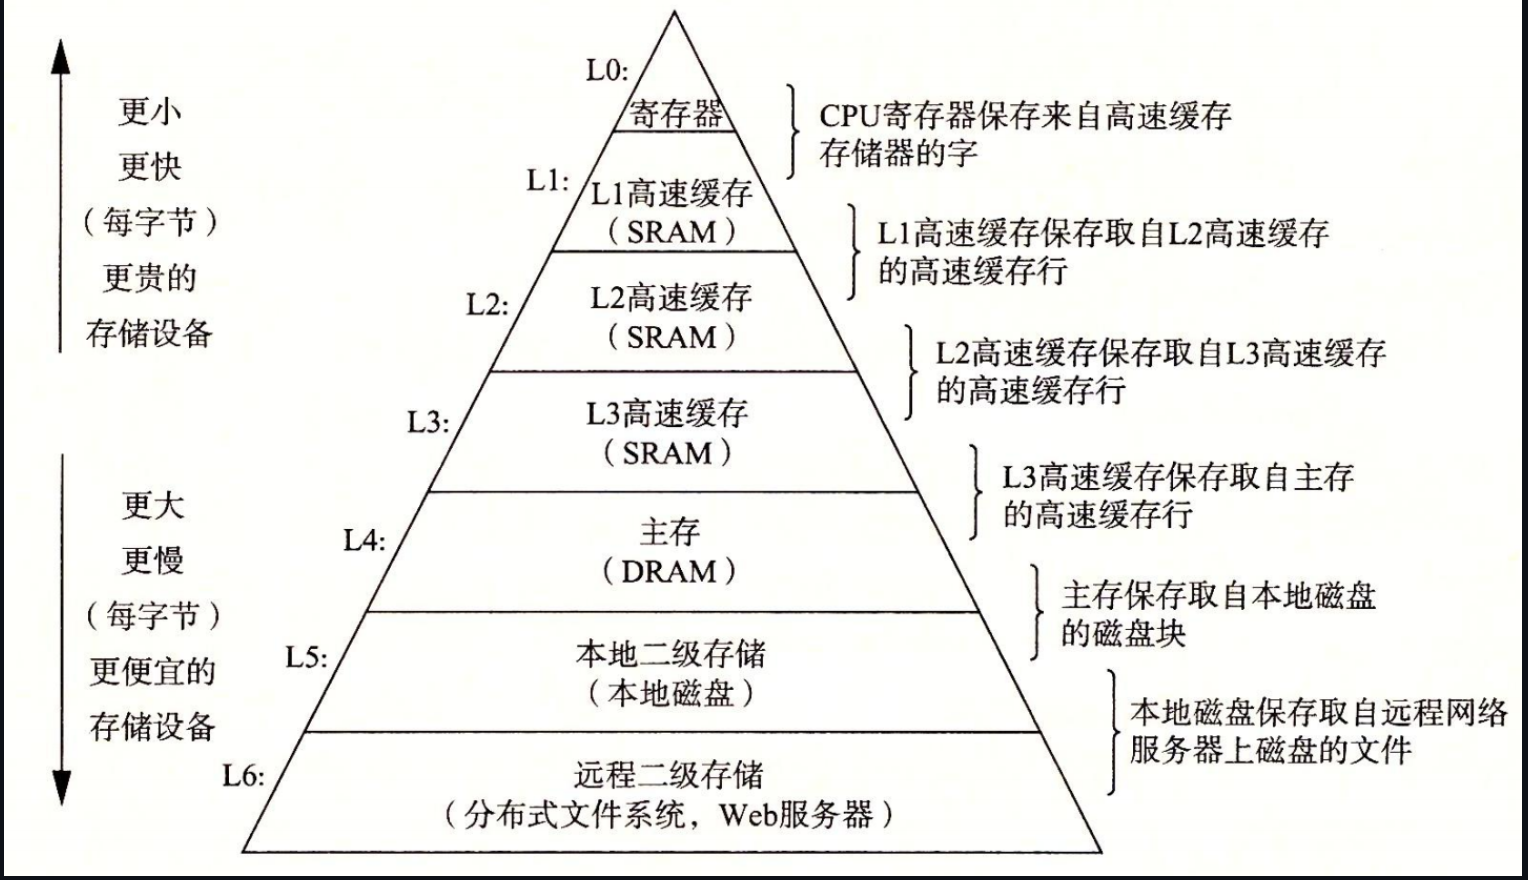 更小
更快
（每字节）
更贵的
存储设备
更大
更慢
（每字节）
更便宜的
存储设备
L0:
寄存器
CPU寄存器保存来自高速缓存
存储器的字
L1:
L1高速缓存
（SRAM）
L1高速缓存保存取自L2高速缓存
的高速缓存行
L2:
L2高速缓存
（SRAM）
L2高速缓存保存取自L3高速缓存
的高速缓存行
L3:
L3高速缓存
（SRAM）
L3高速缓存保存取自主存
的高速缓存行
L4:
主存
（DRAM）
主存保存取自本地磁盘
的磁盘块
L5:
本地二级存储
（本地磁盘）
本地磁盘保存取自远程网络
服务器上磁盘的文件
L6:
远程二级存储
（分布式文件系统，Web服务器）